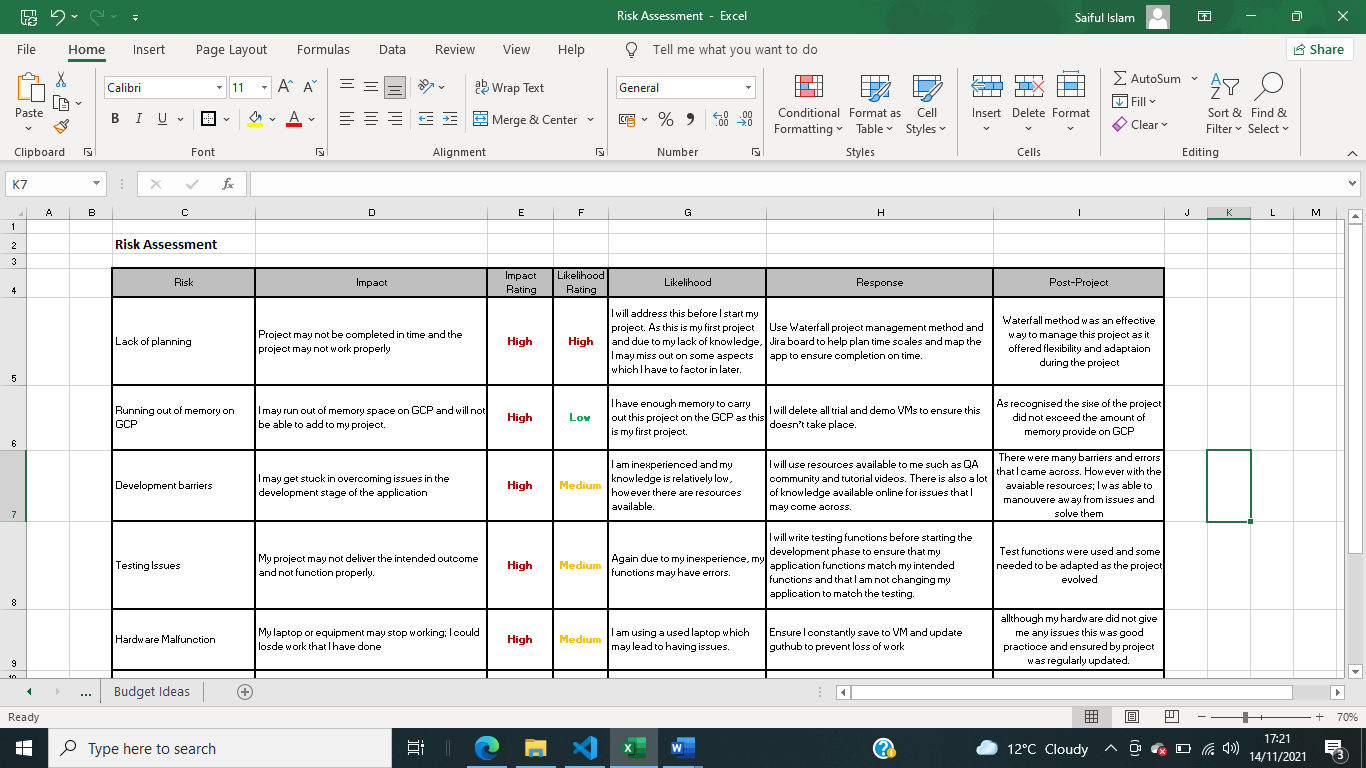 Risk Assessment - Excel
Saiful Islam
File
Home
Insert
Page Layout
Formulas
Data
Review
View
Help
Tell me what you want to do
Share
Paste
Clipboard
Calibri
11
B I U
Font
Wrap Text
Merge & Center
Alignment
General
Number
Conditional
Formatting
Format as
Table
Cell
Styles
Styles
Insert
Delete
Format
Cells
AutoSum
Fill
Clear
Sort &
Filter
Find &
Select
Editing
K7
fx
A B C D E F G H I J K L M
1
2
Risk Assessment
3
4
Risk
Impact
Impact
Rating
Likelihood
Rating
Likelihood
Response
Post-Project
5
Lack of planning
Project may not be completed in time and the
project may not work properly
High
High
I will address this before I start my
project. As this is my first project
and due to my lack of knowledge,
I may miss out on some aspects
which I have to factor in later.
Use Waterfall project management method and
Jira board to help plan time scales and map the
app to ensure completion on time.
Waterfall method was an effective
way to manage this project as it
offered flexibility and adaptaion
during the project
6
Running out of memory on
GCP
I may run out of memory space on GCP and will not
be able to add to my project.
High
Low
I have enough memory to carry
out this project on the GCP as this
is my first project.
I will delete all trial and demo VMs to ensure this
doesn't take place.
As recognised the sixe of the project
did not exceed the amount of
memory provide on GCP
7
Development barriers
I may get stuck in overcoming issues in the
development stage of the application
High
Medium
I am inexperienced and my
knowledge is relatively low,
however there are resources
available.
I will use resources available to me such as QA
community and tutorial videos. There is also a lot
of knowledge available online for issues that I
may come across.
There were many barriers and errors
that I came across. However with the
avaiable resources; I was able to
manouvere away from issues and
solve them
8
Testing Issues
My project may not deliver the intended outcome
and not function properly.
High
Medium
Again due to my inexperience, my
functions may have errors.
I will write testing functions before starting the
development phase to ensure that my
application functions match my intended
functions and that I am not changing my
application to match the testing.
Test functions were used and some
needed to be adapted as the project
evolved
9
Hardware Malfunction
My laptop or equipment may stop working; I could
losde work that I have done
High
Medium
I am using a used laptop which
may lead to having issues.
Ensure I constantly save to VM and update
guthub to prevent loss of work
although my hardware did not give
me any issues this was good
practioce and ensured by project
was regularly updated.
10
...
Budget Ideas
Ready
70%
Type here to search
12°C Cloudy
17:21
14/11/2021
3